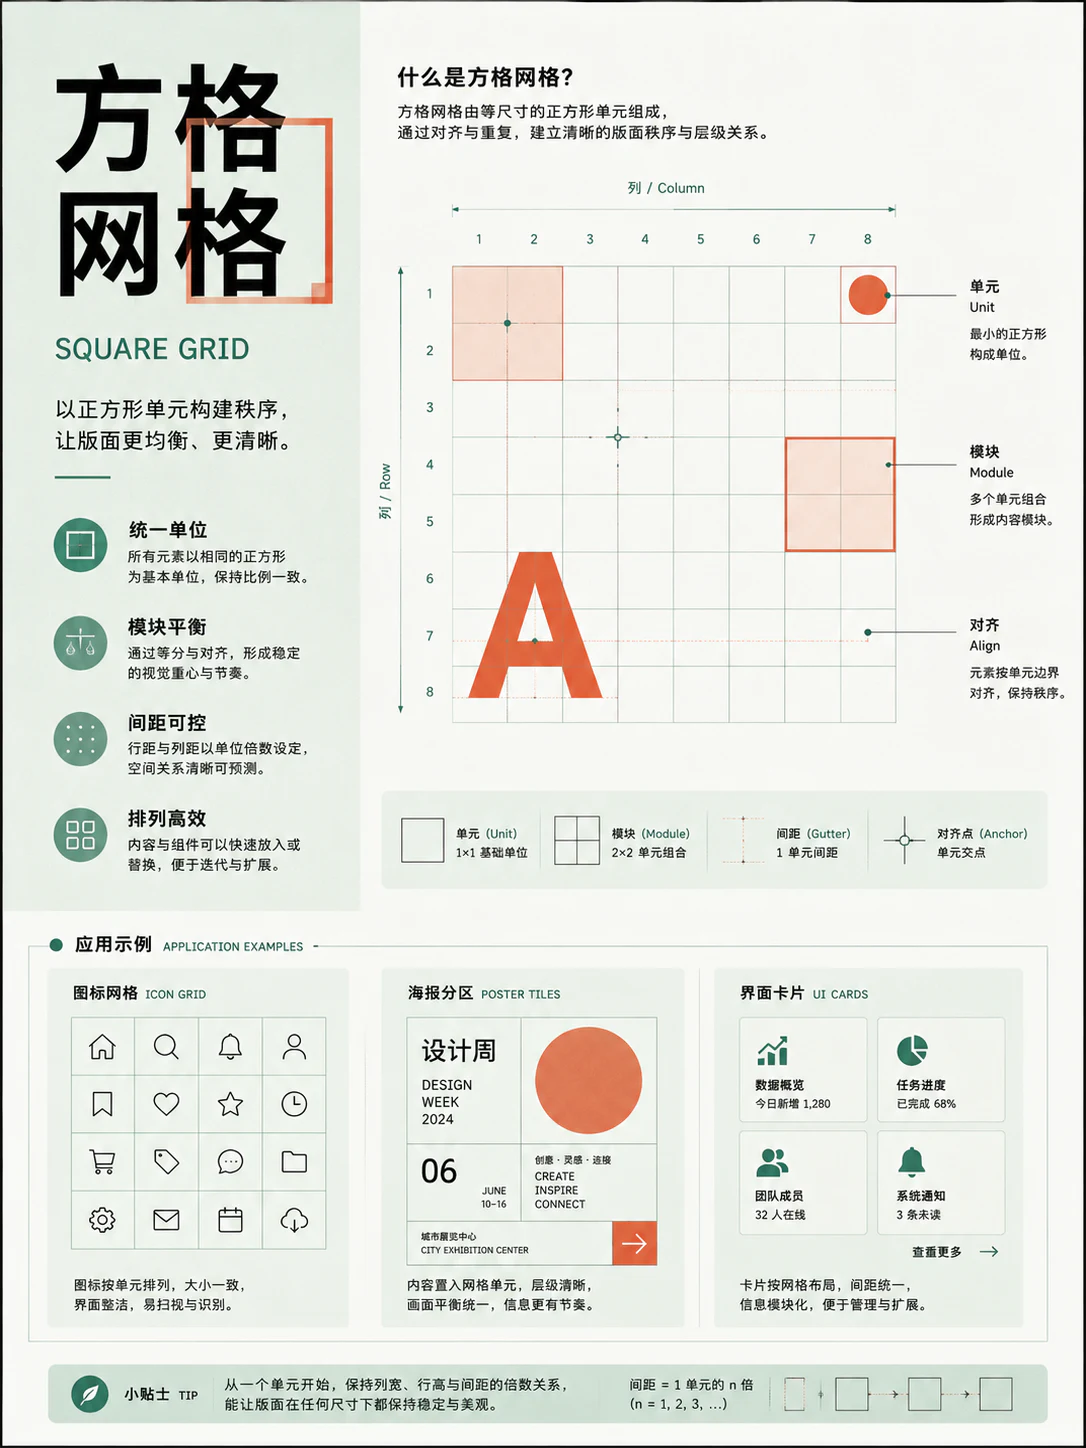 方格
网格
SQUARE GRID
以正方形单元构建秩序，
让版面更均衡、更清晰。
统一单位
所有元素以相同的正方形
为基本单位，保持比例一致。
模块平衡
通过等分与对齐，形成稳定
的视觉重心与节奏。
间距可控
行距与列距以单位倍数设定，
空间关系清晰可预测。
排列高效
内容与组件可以快速放入或
替换，便于迭代与扩展。
什么是方格网格？
方格网格由等尺寸的正方形单元组成，
通过对齐与重复，建立清晰的版面秩序与层级关系。
列 / Column
1 2 3 4 5 6 7 8
列 / Row
1
2
3
4
5
6
7
8
A
单元
Unit
最小的正方形
构成单位。
模块
Module
多个单元组合
形成内容模块。
对齐
Align
元素按单元边界
对齐，保持秩序。
单元 (Unit)
1×1 基础单位
模块 (Module)
2×2 单元组合
间距 (Gutter)
1 单元间距
对齐点 (Anchor)
单元交点
应用示例 APPLICATION EXAMPLES
图标网格 ICON GRID
图标按单元排列，大小一致，
界面整洁，易扫视与识别。
海报分区 POSTER TILES
设计周
DESIGN
WEEK
2024
06
JUNE
10–16
创意 · 灵感 · 连接
CREATE
INSPIRE
CONNECT
城市展览中心
CITY EXHIBITION CENTER
内容置入网格单元，层级清晰，
画面平衡统一，信息更有节奏。
界面卡片 UI CARDS
数据概览
今日新增 1,280
任务进度
已完成 68%
团队成员
32 人在线
系统通知
3 条未读
查看更多
卡片按网格布局，间距统一，
信息模块化，便于管理与扩展。
小贴士 TIP
从一个单元开始，保持列宽、行高与间距的倍数关系，
能让版面在任何尺寸下都保持稳定与美观。
间距 = 1 单元的 n 倍
(n = 1, 2, 3, ...)